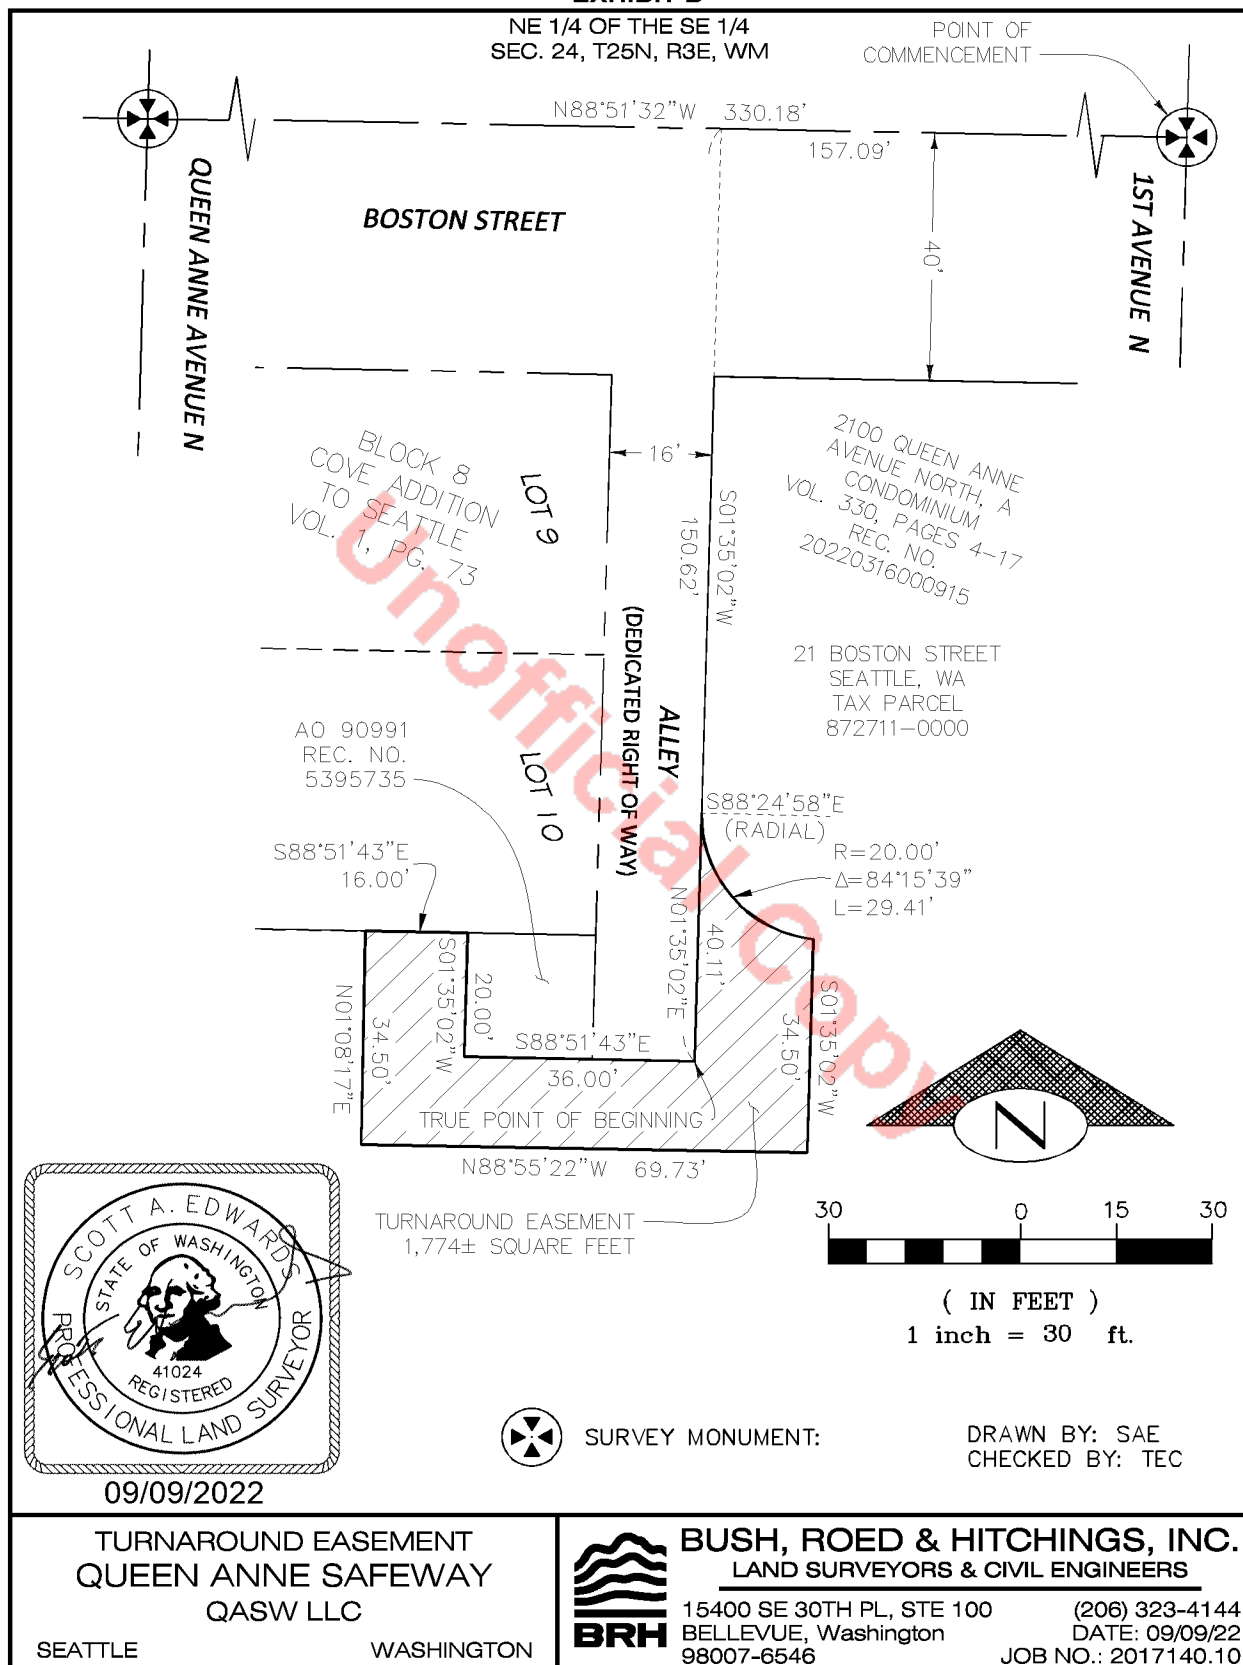 NE 1/4 OF THE SE 1/4
SEC. 24, T25N, R3E, WM
POINT OF
COMMENCEMENT
N88°51'32"W 330.18'
157.09'
QUEEN ANNE AVENUE N
BOSTON STREET
1ST AVENUE N
40'
16'
BLOCK 8
COVE ADDITION
TO SEATTLE
VOL. 1, PG. 73
LOT 9
S01°35'02"W
150.62'
2100 QUEEN ANNE
AVENUE NORTH, A
CONDOMINIUM
VOL. 330, PAGES 4-17
REC. NO.
20220316000915
21 BOSTON STREET
SEATTLE, WA
TAX PARCEL
872711-0000
ALLEY
(DEDICATED RIGHT OF WAY)
AO 90991
REC. NO.
5395735
LOT 10
S88°24'58"E
(RADIAL)
R=20.00'
Δ=84°15'39"
L=29.41'
S88°51'43"E
16.00'
N01°35'02"E
40.11'
S01°35'02"W
20.00'
N01°08'17"E
34.50'
S01°35'02"W
34.50'
S88°51'43"E
36.00'
TRUE POINT OF BEGINNING
N88°55'22"W 69.73'
TURNAROUND EASEMENT
1,774± SQUARE FEET
Unofficial Copy
N
30 0 15 30
( IN FEET )
1 inch = 30 ft.
SCOTT A. EDWARDS
STATE OF WASHINGTON
41024
REGISTERED
PROFESSIONAL LAND SURVEYOR
09/09/2022
SURVEY MONUMENT:
DRAWN BY: SAE
CHECKED BY: TEC
TURNAROUND EASEMENT
QUEEN ANNE SAFEWAY
QASW LLC
SEATTLE WASHINGTON
BRH
BUSH, ROED & HITCHINGS, INC.
LAND SURVEYORS & CIVIL ENGINEERS
15400 SE 30TH PL, STE 100 (206) 323-4144
BELLEVUE, Washington DATE: 09/09/22
98007-6546 JOB NO.: 2017140.10